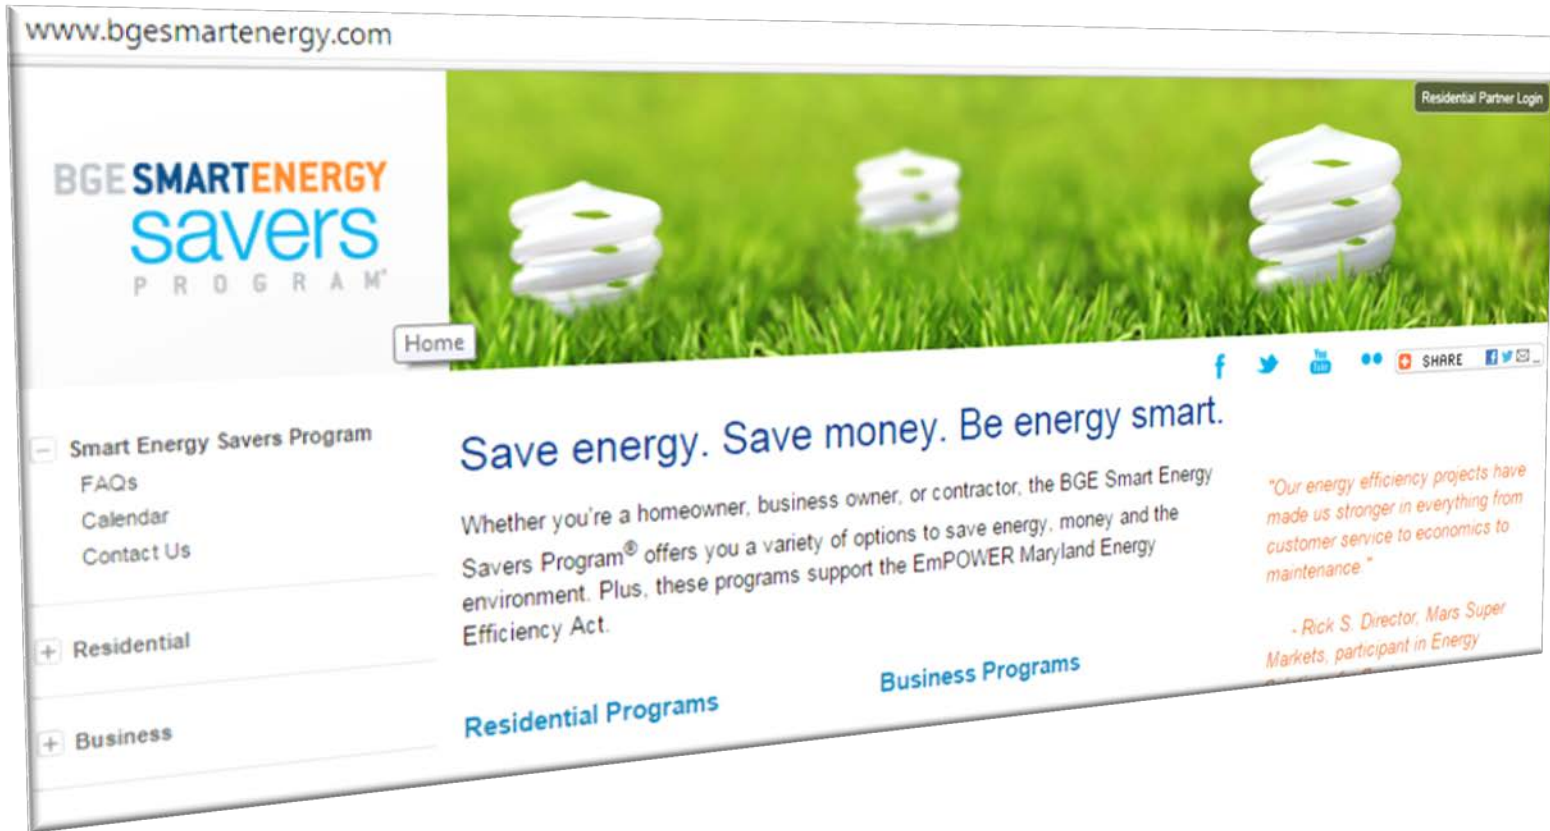 www.bgesmartenergy.com
Residential Partner Login
BGE SMARTENERGY
savers
PROGRAM®
Home
SHARE
Smart Energy Savers Program
FAQs
Calendar
Contact Us
Residential
Business
Save energy. Save money. Be energy smart.
Whether you're a homeowner, business owner, or contractor, the BGE Smart Energy
Savers Program® offers you a variety of options to save energy, money and the
environment. Plus, these programs support the EmPOWER Maryland Energy
Efficiency Act.
Residential Programs
Business Programs
"Our energy efficiency projects have
made us stronger in everything from
customer service to economics to
maintenance."
- Rick S. Director, Mars Super
Markets, participant in Energy